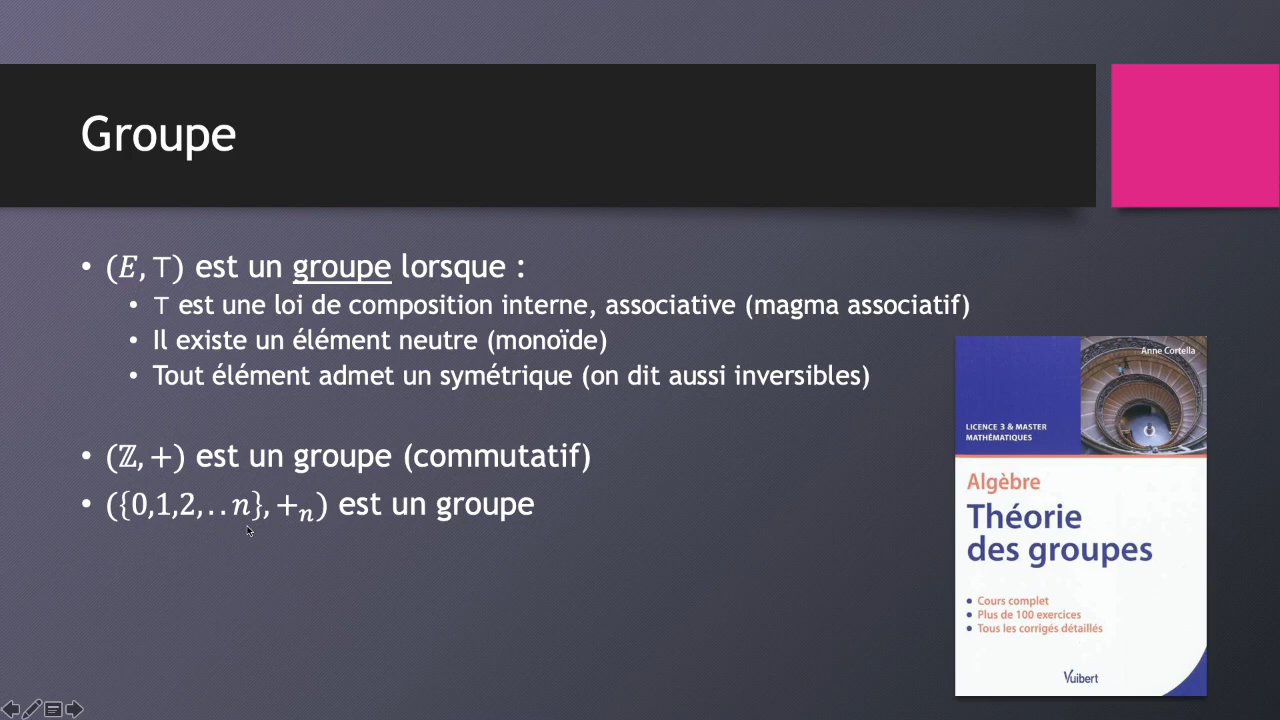 Groupe
• (𝐸, ⊤) est un groupe lorsque :
• ⊤ est une loi de composition interne, associative (magma associatif)
• Il existe un élément neutre (monoïde)
• Tout élément admet un symétrique (on dit aussi inversibles)
• (ℤ, +) est un groupe (commutatif)
• ({0,1,2, . . 𝑛}, +ₙ) est un groupe
Anne Cortella
LICENCE 3 & MASTER
MATHÉMATIQUES
Algèbre
Théorie
des groupes
• Cours complet
• Plus de 100 exercices
• Tous les corrigés détaillés
Vuibert